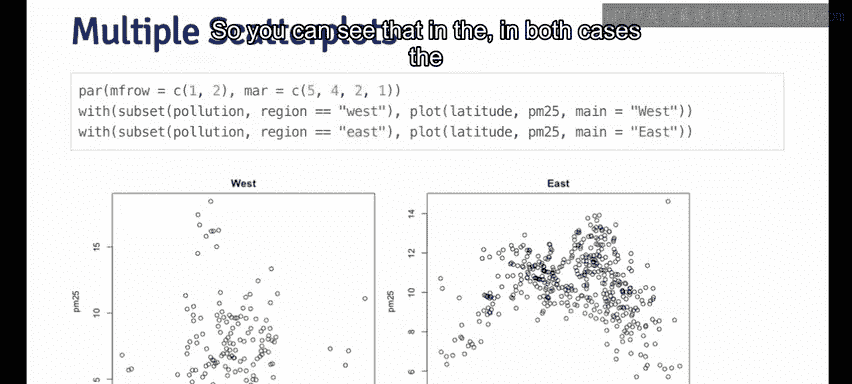 Multiple Scatterplots
So you can see that in the, in both cases
the
par(mfrow = c(1, 2), mar = c(5, 4, 2, 1))
with(subset(pollution, region == "west"), plot(latitude, pm25, main = "West"))
with(subset(pollution, region == "east"), plot(latitude, pm25, main = "East"))
West
East
pm25
15
10
5
pm25
14
12
10
8
6